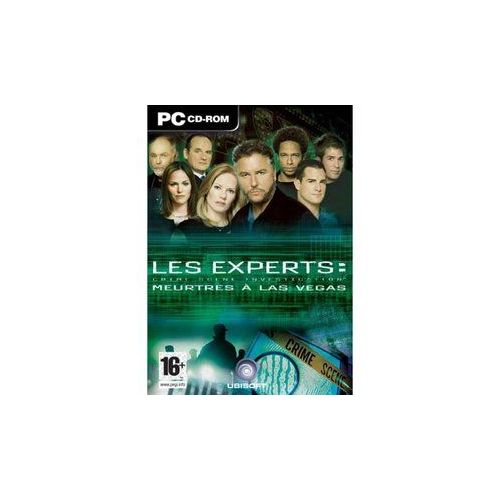 PC CD-ROM
LES EXPERTS:
CRIME SCENE INVESTIGATION
MEURTRES À LAS VEGAS
CRIME SCENE
16+
www.pegi.info
UBISOFT